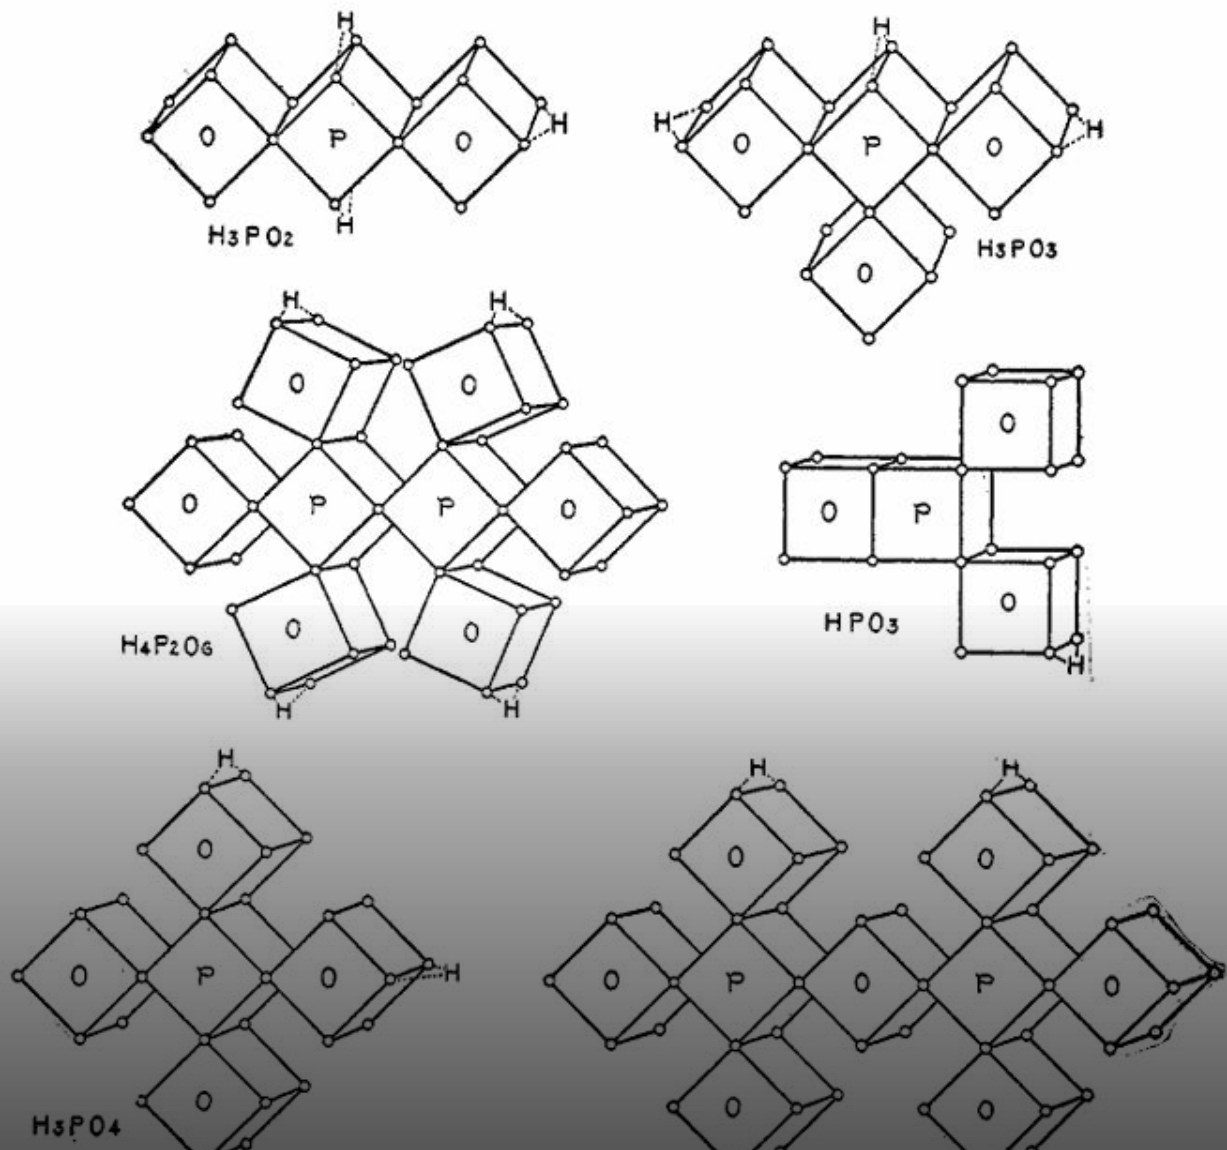 H H
O P O H H O P O H
H
H3PO2 H3PO3
O
H H
O O
O
O P P O O P
O O O
H4P2O6 HPO3
H
H H
H H H
O O O
O P O H O P O P O
O O O
H3PO4